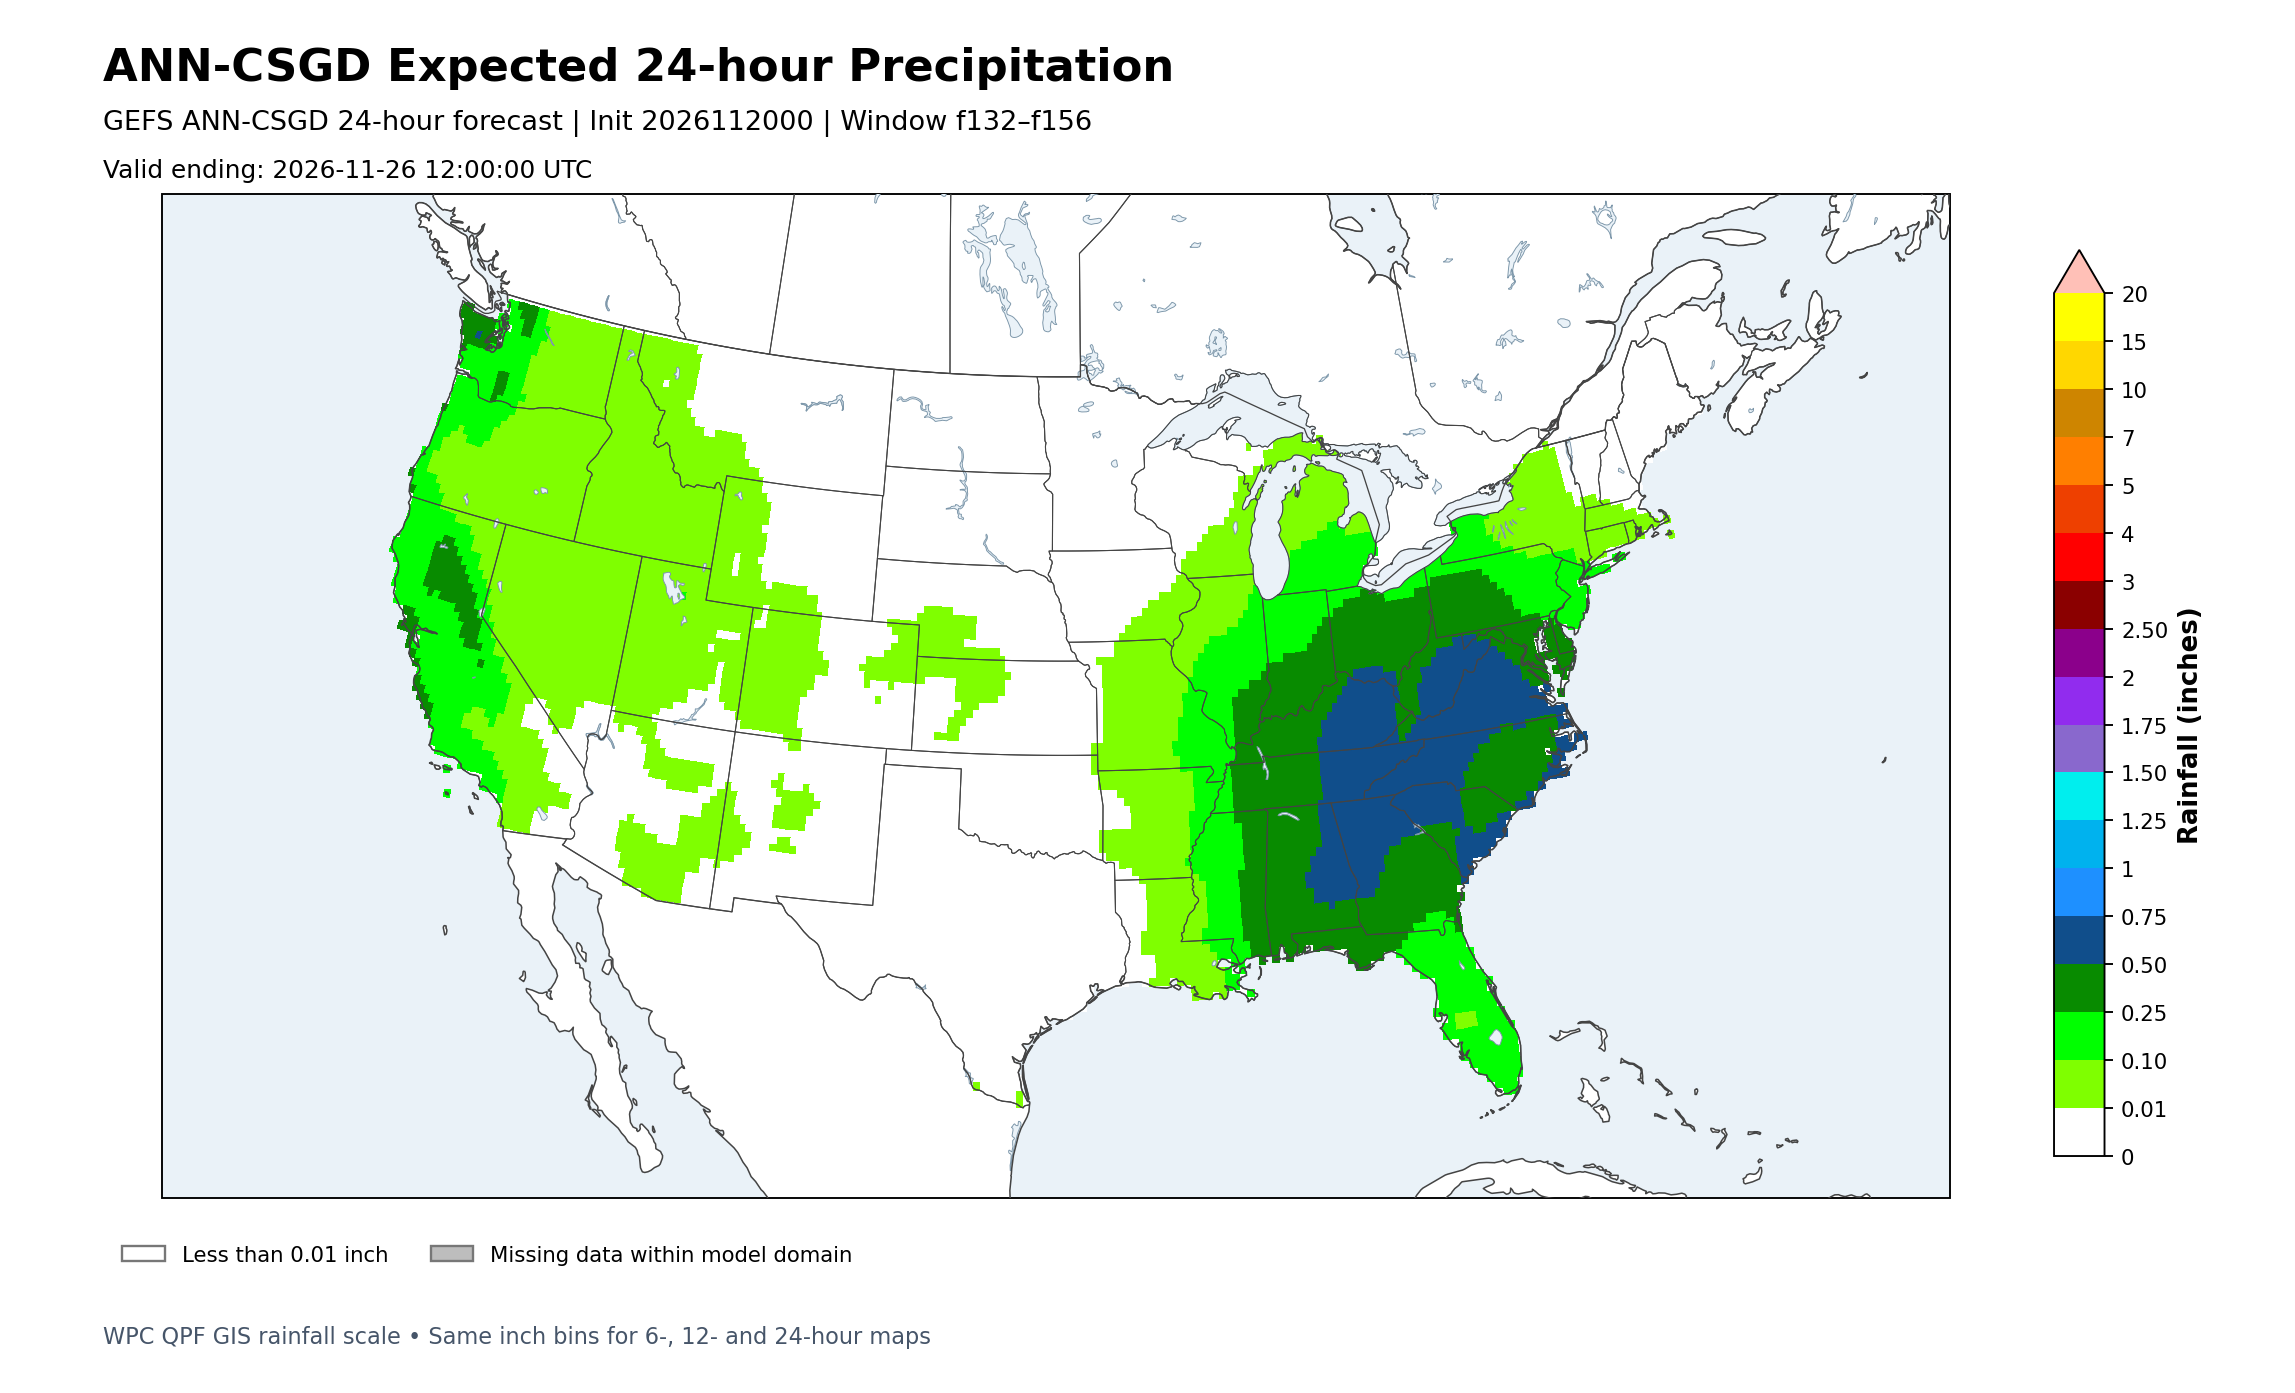 ANN-CSGD Expected 24-hour Precipitation
GEFS ANN-CSGD 24-hour forecast | Init 2026112000 | Window f132–f156
Valid ending: 2026-11-26 12:00:00 UTC
20
15
10
7
5
4
3
2.50
2
1.75
1.50
1.25
1
0.75
0.50
0.25
0.10
0.01
0
Rainfall (inches)
Less than 0.01 inch
Missing data within model domain
WPC QPF GIS rainfall scale • Same inch bins for 6-, 12- and 24-hour maps